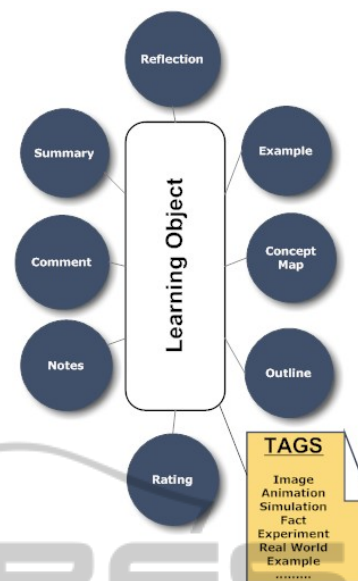 Reflection
Summary
Example
Learning Object
Comment
Concept
Map
Notes
Outline
Rating
TAGS
Image
Animation
Simulation
Fact
Experiment
Real World
Example
.........